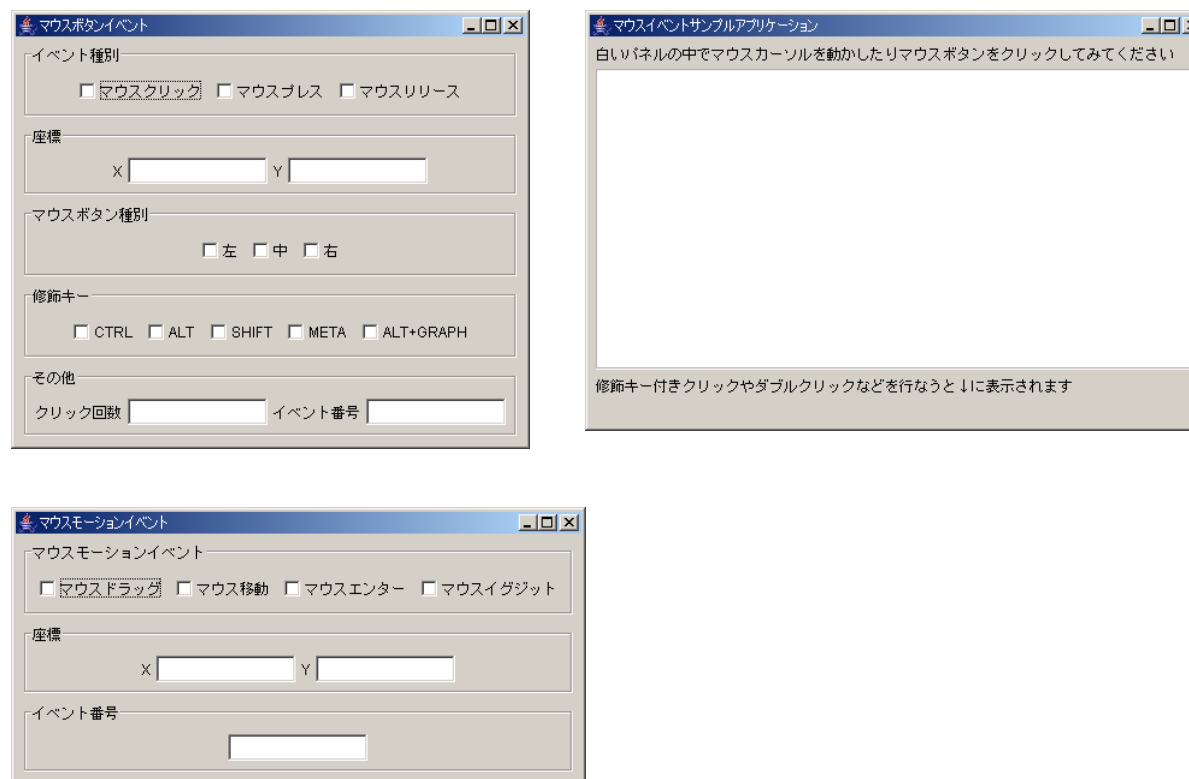 マウスボタンイベント
イベント種別
マウスクリック マウスプレス マウスリリース
座標
X Y
マウスボタン種別
左 中 右
修飾キー
CTRL ALT SHIFT META ALT+GRAPH
その他
クリック回数 イベント番号
マウスイベントサンプルアプリケーション
白いパネルの中でマウスカーソルを動かしたりマウスボタンをクリックしてみてください
修飾キー付きクリックやダブルクリックなどを行なうと↓に表示されます
マウスモーションイベント
マウスモーションイベント
マウスドラッグ マウス移動 マウスエンター マウスイグジット
座標
X Y
イベント番号